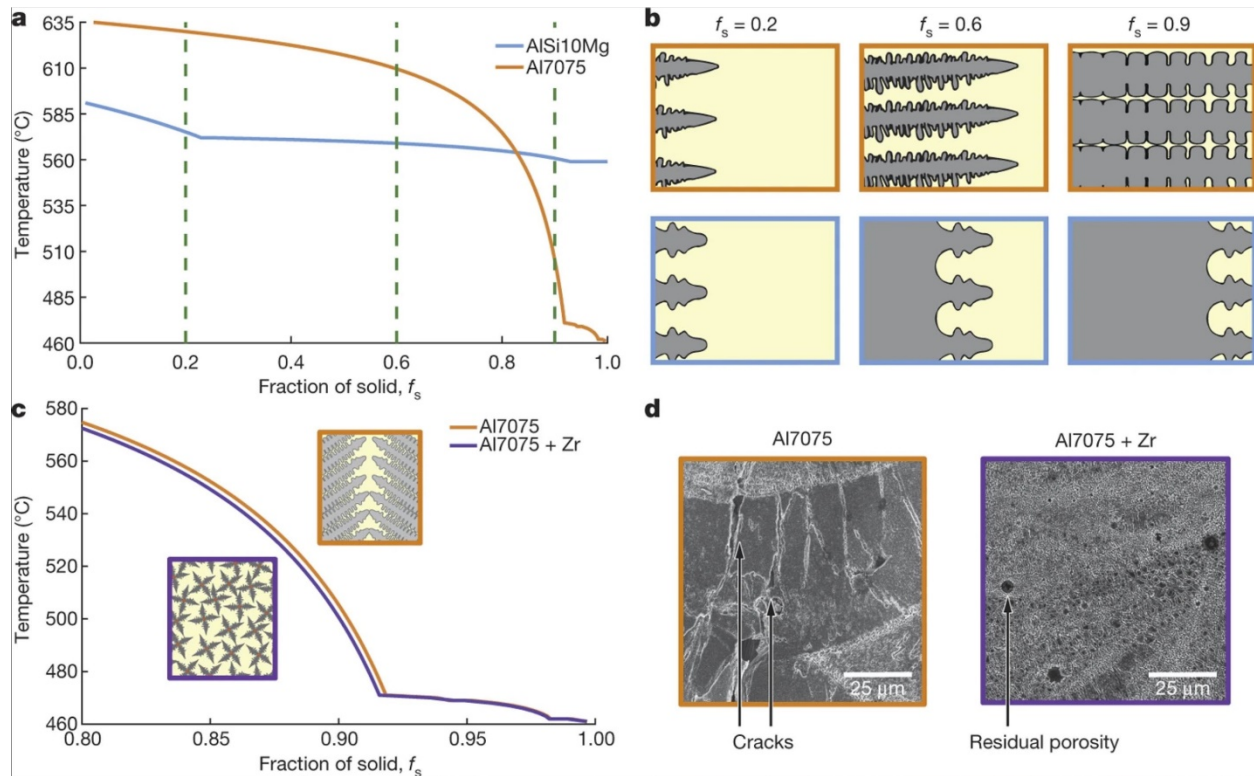 a
635
610
585
560
535
510
485
460
Temperature (°C)
0.0
0.2
0.4
0.6
0.8
1.0
Fraction of solid, fs
AlSi10Mg
Al7075
b
fs = 0.2
fs = 0.6
fs = 0.9
c
580
560
540
520
500
480
460
Temperature (°C)
0.80
0.85
0.90
0.95
1.00
Fraction of solid, fs
Al7075
Al7075 + Zr
d
Al7075
Al7075 + Zr
25 μm
25 μm
Cracks
Residual porosity